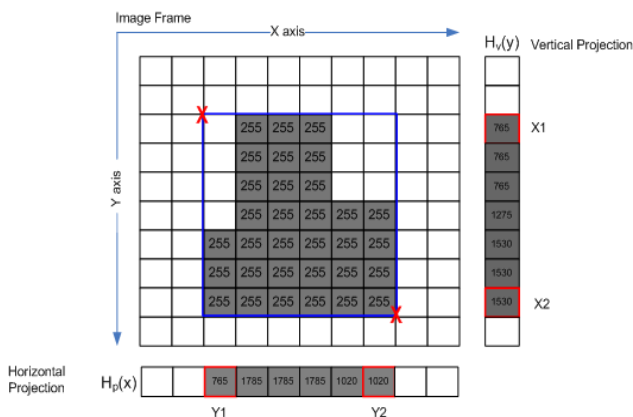 Image Frame
X axis
H_v(y) Vertical Projection
X X1
255 255 255 765
255 255 255 765
255 255 255 765
Y axis
255 255 255 255 255 1275
255 255 255 255 255 255 1530
255 255 255 255 255 255 1530
255 255 255 255 255 255 1530 X2
X
Horizontal Projection
H_p(x) 765 1785 1785 1785 1020 1020
Y1 Y2